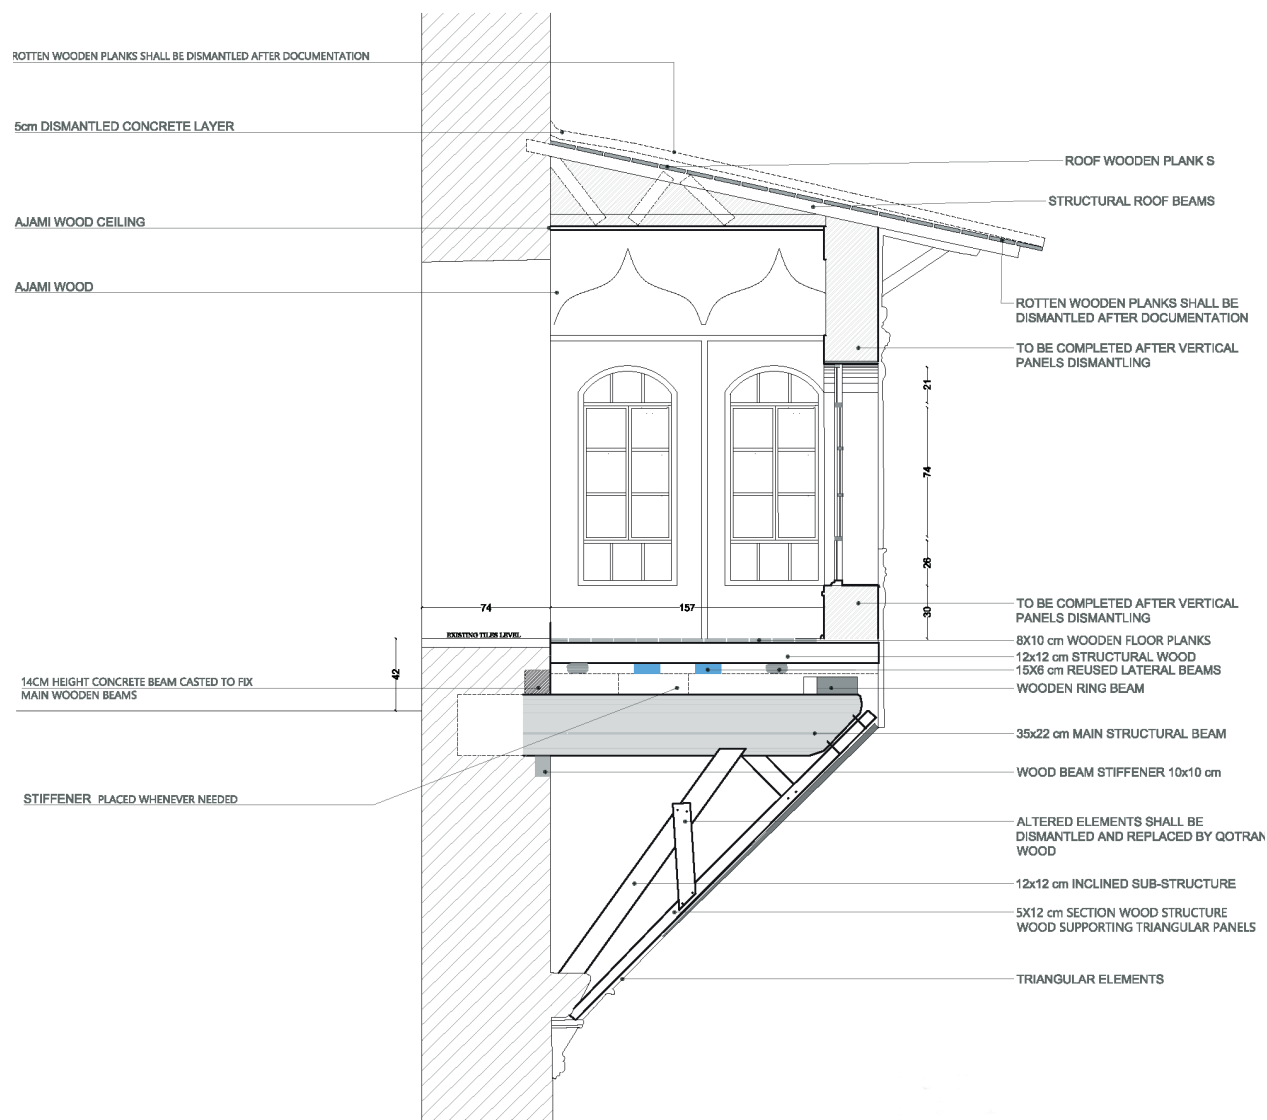 ROTTEN WOODEN PLANKS SHALL BE DISMANTLED AFTER DOCUMENTATION
5cm DISMANTLED CONCRETE LAYER
ROOF WOODEN PLANK S
STRUCTURAL ROOF BEAMS
AJAMI WOOD CEILING
AJAMI WOOD
ROTTEN WOODEN PLANKS SHALL BE
DISMANTLED AFTER DOCUMENTATION
TO BE COMPLETED AFTER VERTICAL
PANELS DISMANTLING
21
74
26
30
74
157
TO BE COMPLETED AFTER VERTICAL
PANELS DISMANTLING
EXISTING TILES LEVEL
42
8X10 cm WOODEN FLOOR PLANKS
12x12 cm STRUCTURAL WOOD
15X6 cm REUSED LATERAL BEAMS
WOODEN RING BEAM
14CM HEIGHT CONCRETE BEAM CASTED TO FIX
MAIN WOODEN BEAMS
35x22 cm MAIN STRUCTURAL BEAM
WOOD BEAM STIFFENER 10x10 cm
STIFFENER PLACED WHENEVER NEEDED
ALTERED ELEMENTS SHALL BE
DISMANTLED AND REPLACED BY QOTRAN
WOOD
12x12 cm INCLINED SUB-STRUCTURE
5X12 cm SECTION WOOD STRUCTURE
WOOD SUPPORTING TRIANGULAR PANELS
TRIANGULAR ELEMENTS